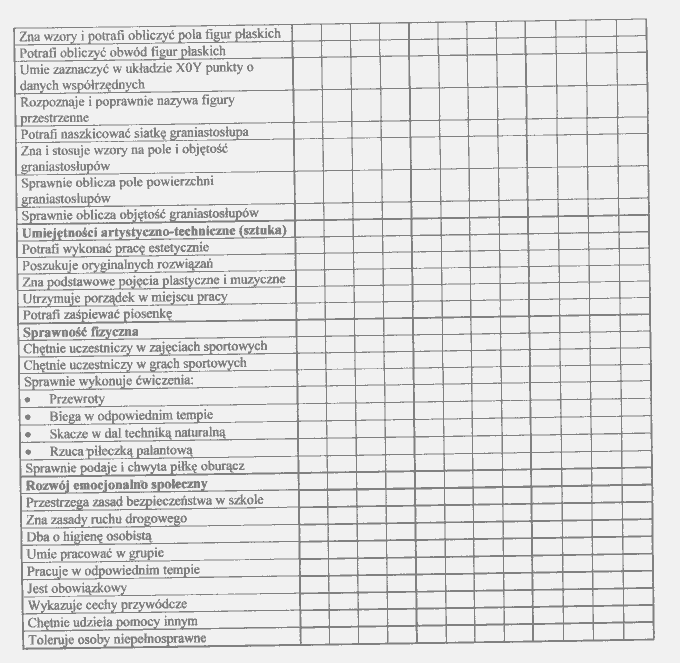 Zna wzory i potrafi obliczyć pola figur płaskich
Potrafi obliczyć obwód figur płaskich
Umie zaznaczyć w układzie X0Y punkty o
danych współrzędnych
Rozpoznaje i poprawnie nazywa figury
przestrzenne
Potrafi naszkicować siatkę graniastosłupa
Zna i stosuje wzory na pole i objętość
graniastosłupów
Sprawnie oblicza pole powierzchni
graniastosłupów
Sprawnie oblicza objętość graniastosłupów
Umiejętności artystyczno-techniczne (sztuka)
Potrafi wykonać pracę estetycznie
Poszukuje oryginalnych rozwiązań
Zna podstawowe pojęcia plastyczne i muzyczne
Utrzymuje porządek w miejscu pracy
Potrafi zaśpiewać piosenkę
Sprawność fizyczna
Chętnie uczestniczy w zajęciach sportowych
Chętnie uczestniczy w grach sportowych
Sprawnie wykonuje ćwiczenia:
• Przewroty
• Biega w odpowiednim tempie
• Skacze w dal techniką naturalną
• Rzuca piłeczką palantową
Sprawnie podaje i chwyta piłkę oburącz
Rozwój emocjonalno społeczny
Przestrzega zasad bezpieczeństwa w szkole
Zna zasady ruchu drogowego
Dba o higienę osobistą
Umie pracować w grupie
Pracuje w odpowiednim tempie
Jest obowiązkowy
Wykazuje cechy przywódcze
Chętnie udziela pomocy innym
Toleruje osoby niepełnosprawne